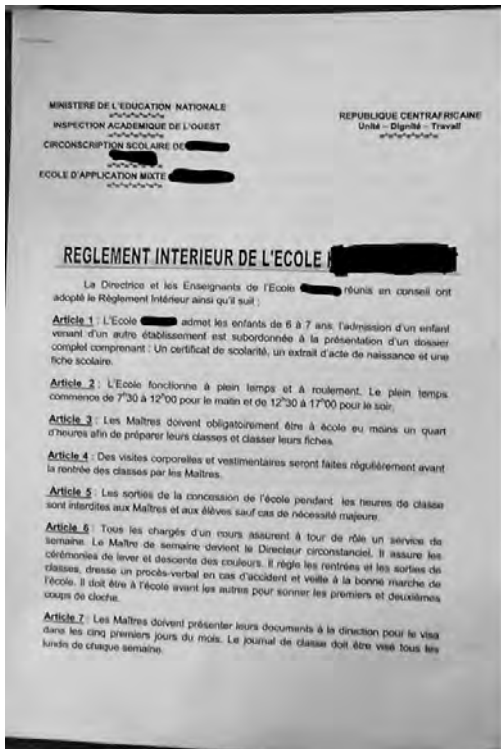 MINISTERE DE L'EDUCATION NATIONALE
INSPECTION ACADEMIQUE DE L'OUEST
CIRCONSCRIPTION SCOLAIRE DE
ECOLE D'APPLICATION MIXTE
REPUBLIQUE CENTRAFRICAINE
Unité – Dignité – Travail
REGLEMENT INTERIEUR DE L'ECOLE
La Directrice et les Enseignants de l'Ecole réunis en conseil ont
adopté le Règlement Intérieur ainsi qu'il suit :
Article 1 : L'Ecole admet les enfants de 6 à 7 ans, l'admission d'un enfant
venant d'un autre établissement est subordonnée à la présentation d'un dossier
complet comprenant : Un certificat de scolarité, un extrait d'acte de naissance et une
fiche scolaire.
Article 2 : L'Ecole fonctionne à plein temps et à roulement. Le plein temps
commence de 7h30 à 12h00 pour le matin et de 12h30 à 17h00 pour le soir.
Article 3 : Les Maîtres doivent obligatoirement être à école au moins un quart
d'heures afin de préparer leurs classes et classer leurs fiches.
Article 4 : Des visites corporelles et vestimentaires seront faites régulièrement avant
la rentrée des classes par les Maîtres.
Article 5 : Les sorties de la concession de l'école pendant les heures de classe
sont interdites aux Maîtres et aux élèves sauf cas de nécessité majeure.
Article 6 : Tous les chargés d'un cours assurent à tour de rôle un service de
semaine. Le Maître de semaine devient le Directeur circonstanciel. Il assure les
cérémonies de lever et descente des couleurs. Il règle les rentrées et les sorties de
classes, dresse un procès-verbal en cas d'accident et veille à la bonne marche de
l'école. Il doit être à l'école avant les autres pour sonner les premiers et deuxièmes
coups de cloche.
Article 7 : Les Maîtres doivent présenter leurs documents à la direction pour le visa
dans les cinq premiers jours du mois. Le journal de classe doit être visé tous les
lundis de chaque semaine.